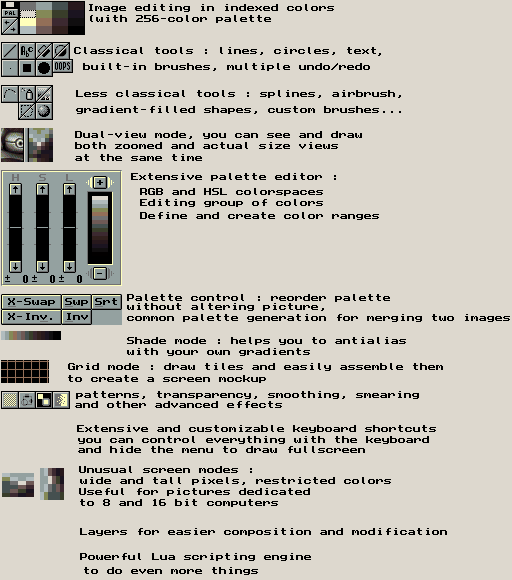 Image editing in indexed colors
PAL
(with 256-color palette
ABC
Classical tools : lines, circles, text,
OOPS
built-in brushes, multiple undo/redo
Less classical tools : splines, airbrush,
gradient-filled shapes, custom brushes...
Dual-view mode, you can see and draw
both zoomed and actual size views
at the same time
H S L
Extensive palette editor :
RGB and HSL colorspaces
Editing group of colors
Define and create color ranges
± 0± 0± 0
X-Swap Swp Srt
X-Inv. Inv
Palette control : reorder palette
without altering picture,
common palette generation for merging two images
Shade mode : helps you to antialias
with your own gradients
Grid mode : draw tiles and easily assemble them
to create a screen mockup
patterns, transparency, smoothing, smearing
and other advanced effects
Extensive and customizable keyboard shortcuts
you can control everything with the keyboard
and hide the menu to draw fullscreen
Unusual screen modes :
wide and tall pixels, restricted colors
Useful for pictures dedicated
to 8 and 16 bit computers
Layers for easier composition and modification
Powerful Lua scripting engine
to do even more things